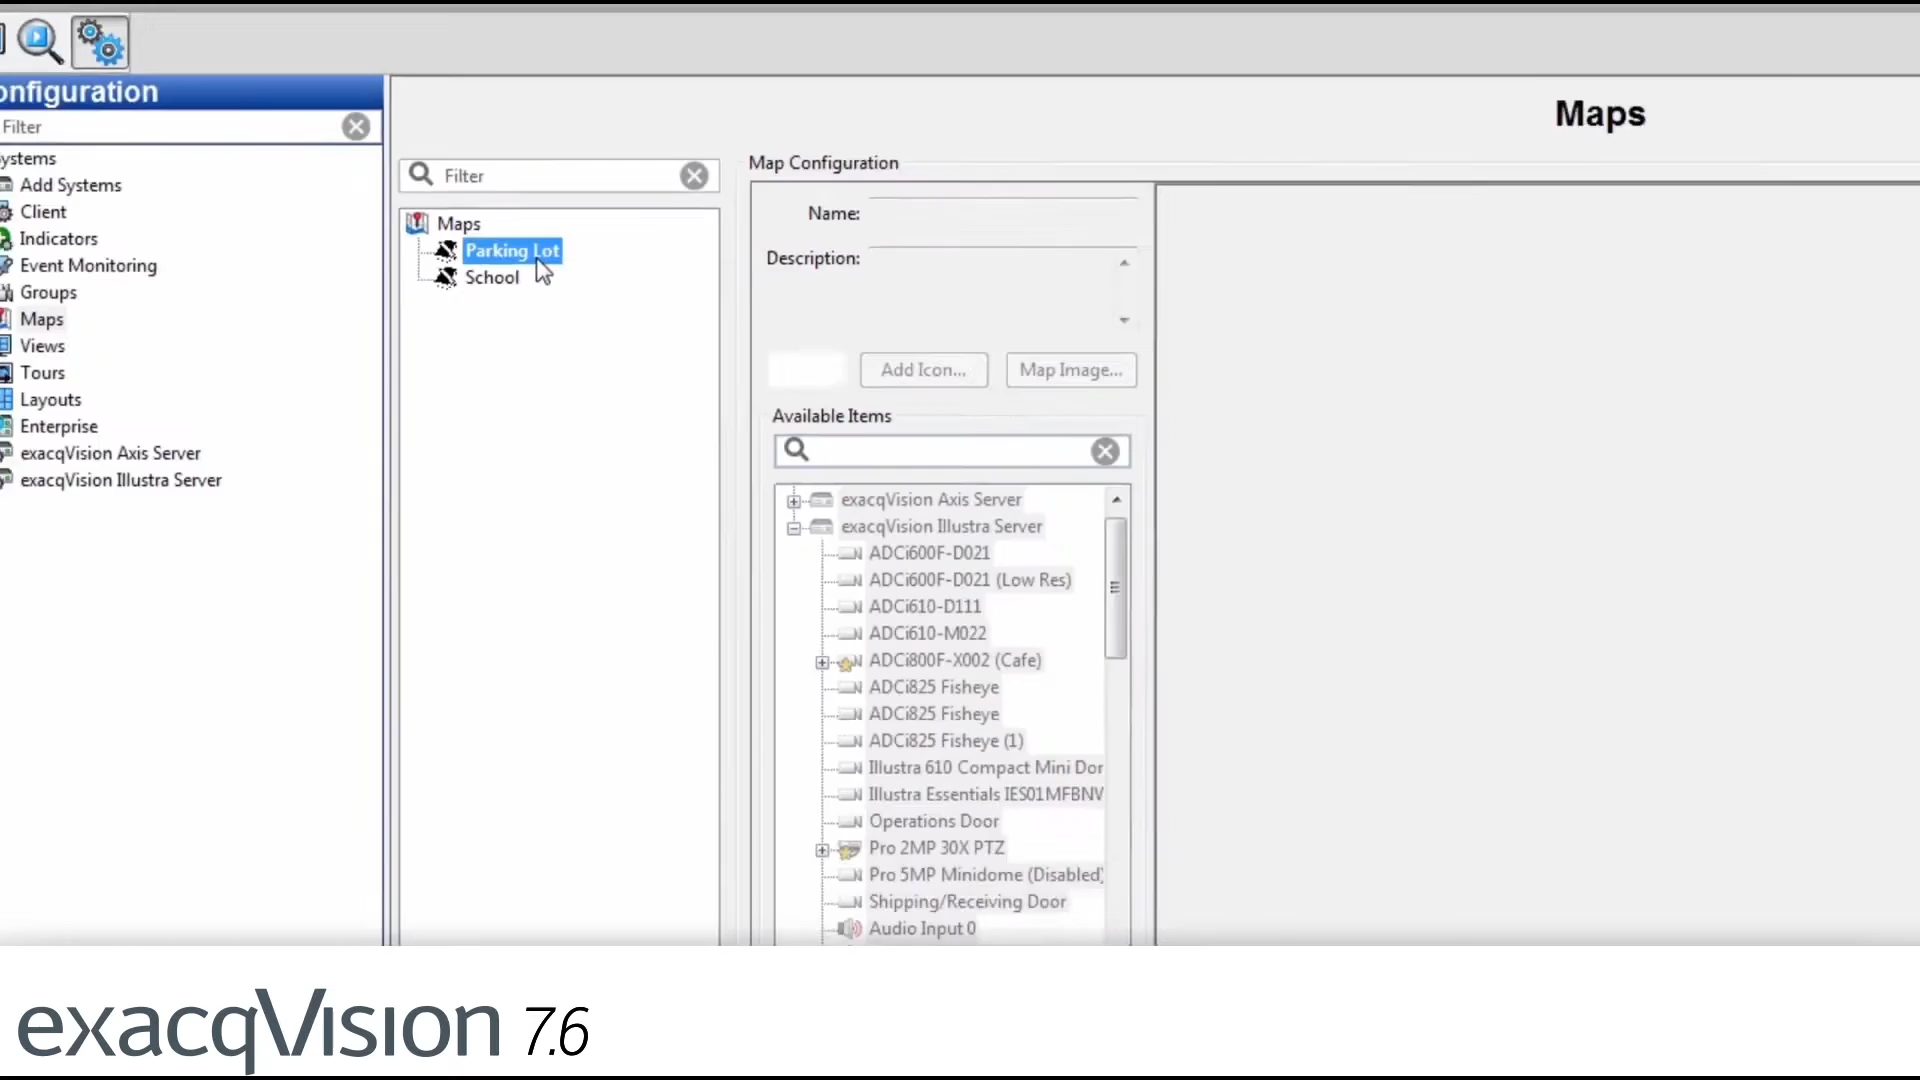 onfiguration
Filter
ystems
Add Systems
Client
Indicators
Event Monitoring
Groups
Maps
Views
Tours
Layouts
Enterprise
exacqVision Axis Server
exacqVision Illustra Server
Filter
Maps
Parking Lot
School
Maps
Map Configuration
Name:
Description:
Add Icon...
Map Image...
Available Items
exacqVision Axis Server
exacqVision Illustra Server
ADCi600F-D021
ADCi600F-D021 (Low Res)
ADCi610-D111
ADCi610-M022
ADCi800F-X002 (Cafe)
ADCi825 Fisheye
ADCi825 Fisheye
ADCi825 Fisheye (1)
Illustra 610 Compact Mini Dor
Illustra Essentials IES01MFBNV
Operations Door
Pro 2MP 30X PTZ
Pro 5MP Minidome (Disabled)
Shipping/Receiving Door
Audio Input 0
exacqVision 7.6